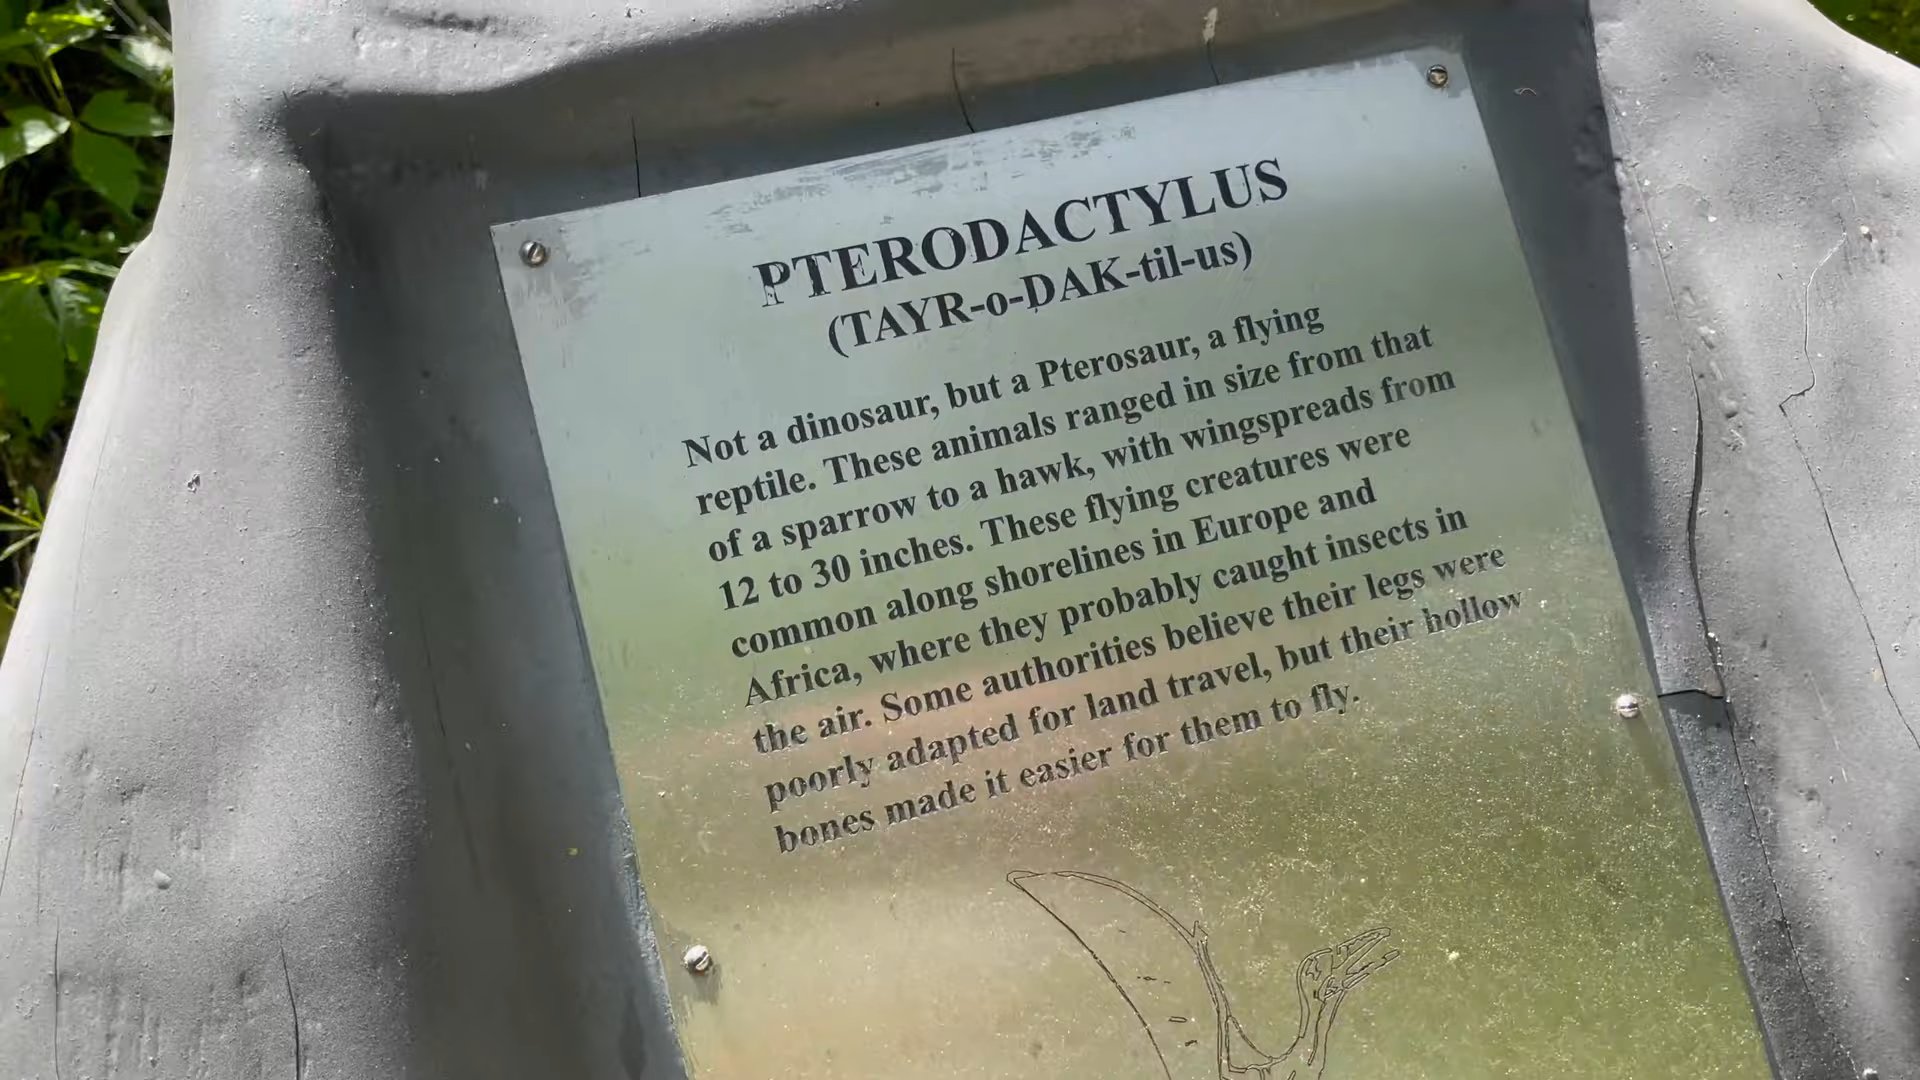 PTERODACTYLUS
(TAYR-o-DAK-til-us)
Not a dinosaur, but a Pterosaur, a flying
reptile. These animals ranged in size from that
of a sparrow to a hawk, with wingspreads from
12 to 30 inches. These flying creatures were
common along shorelines in Europe and
Africa, where they probably caught insects in
the air. Some authorities believe their legs were
poorly adapted for land travel, but their hollow
bones made it easier for them to fly.